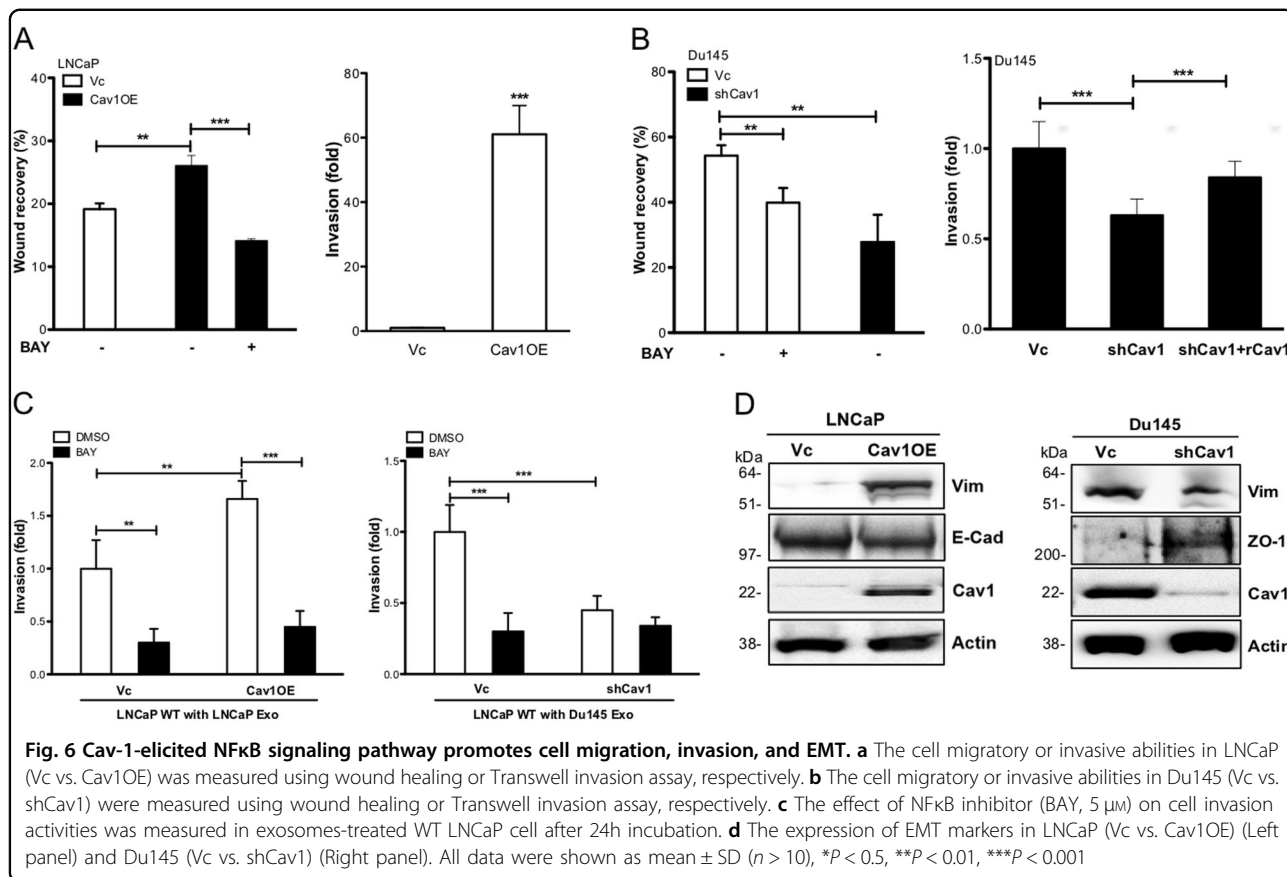 A
LNCaP
Vc
Cav1OE
Wound recovery (%)
40
30
20
10
0
**
***
BAY
-
-
+
Invasion (fold)
80
60
40
20
0
***
Vc
Cav1OE
B
Du145
Vc
shCav1
Wound recovery (%)
80
60
40
20
0
**
**
BAY
-
+
-
Du145
Invasion (fold)
1.5
1.0
0.5
0.0
***
***
Vc
shCav1
shCav1+rCav1
C
DMSO
BAY
Invasion (fold)
2.0
1.5
1.0
0.5
0.0
**
**
***
Vc
Cav1OE
LNCaP WT with LNCaP Exo
DMSO
BAY
Invasion (fold)
1.5
1.0
0.5
0.0
***
***
Vc
shCav1
LNCaP WT with Du145 Exo
D
LNCaP
kDa
Vc
Cav1OE
64-
51-
Vim
97-
E-Cad
22-
Cav1
38-
Actin
Du145
kDa
Vc
shCav1
64-
51-
Vim
200-
ZO-1
22-
Cav1
38-
Actin
Fig. 6 Cav-1-elicited NFκB signaling pathway promotes cell migration, invasion, and EMT. a The cell migratory or invasive abilities in LNCaP
(Vc vs. Cav1OE) was measured using wound healing or Transwell invasion assay, respectively. b The cell migratory or invasive abilities in Du145 (Vc vs.
shCav1) were measured using wound healing or Transwell invasion assay, respectively. c The effect of NFκB inhibitor (BAY, 5 μM) on cell invasion
activities was measured in exosomes-treated WT LNCaP cell after 24h incubation. d The expression of EMT markers in LNCaP (Vc vs. Cav1OE) (Left
panel) and Du145 (Vc vs. shCav1) (Right panel). All data were shown as mean ± SD (n > 10), *P < 0.5, **P < 0.01, ***P < 0.001